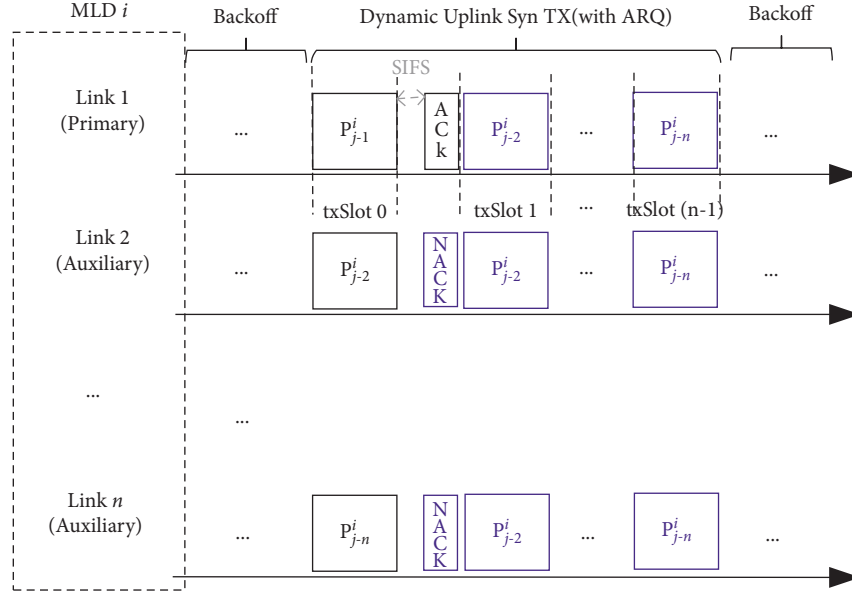 MLD i
Backoff
Dynamic Uplink Syn TX(with ARQ)
Backoff
SIFS
Link 1
(Primary)
...
P^i_{j-1}
A
C
k
P^i_{j-2}
...
P^i_{j-n}
...
txSlot 0
txSlot 1
...
txSlot (n-1)
Link 2
(Auxiliary)
...
P^i_{j-2}
N
A
C
K
P^i_{j-2}
...
P^i_{j-n}
...
...
...
Link n
(Auxiliary)
...
P^i_{j-n}
N
A
C
K
P^i_{j-2}
...
P^i_{j-n}
...